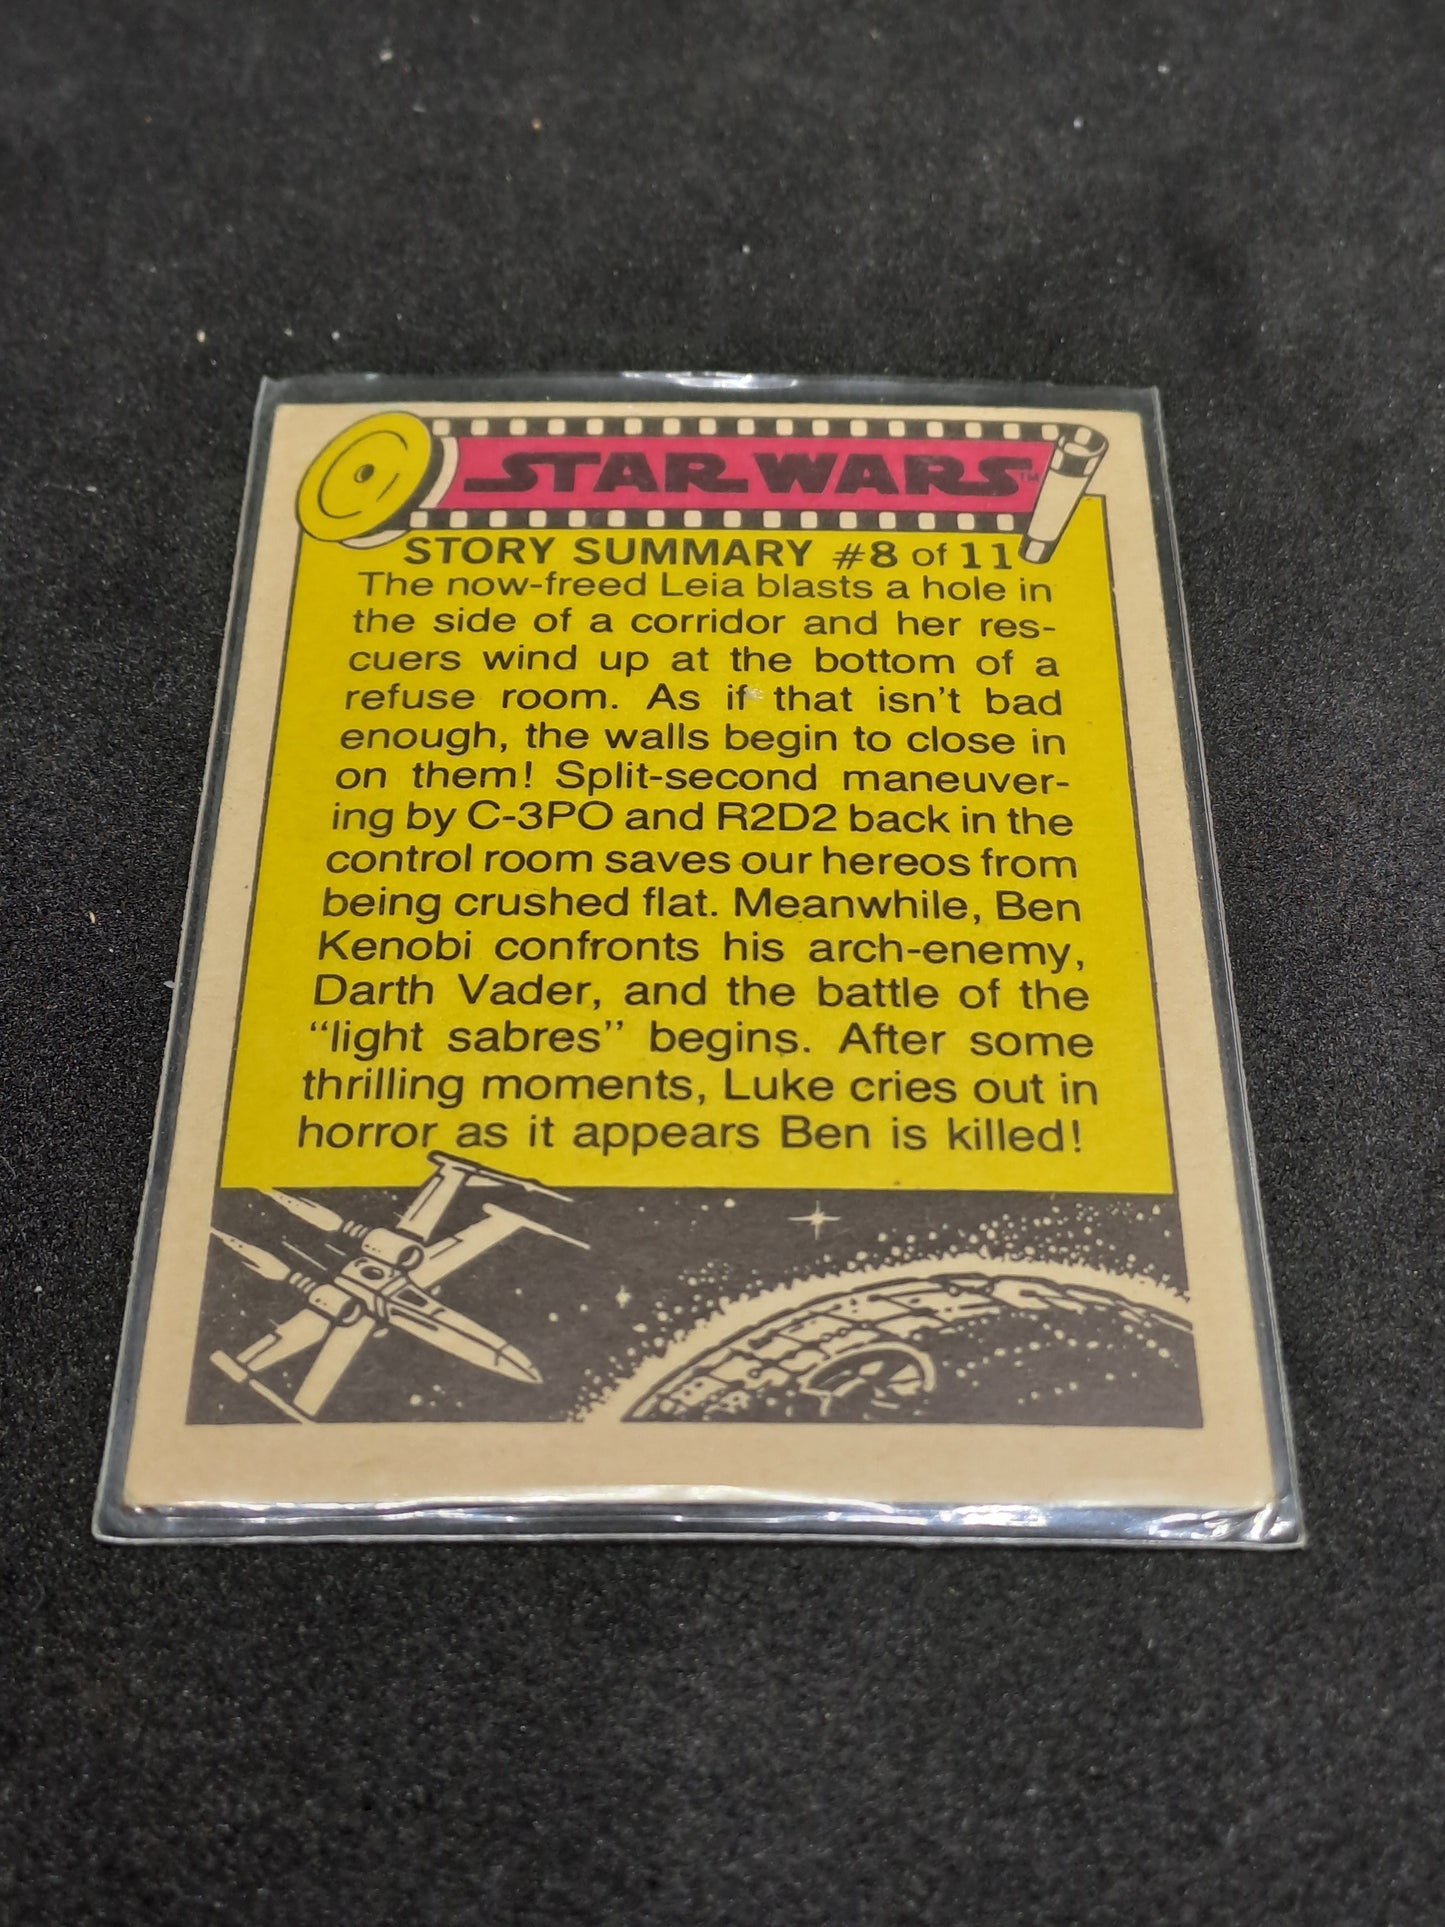 STAR WARS™
STORY SUMMARY #8 of 11
The now-freed Leia blasts a hole in
the side of a corridor and her res-
cuers wind up at the bottom of a
refuse room. As if that isn't bad
enough, the walls begin to close in
on them! Split-second maneuver-
ing by C-3PO and R2D2 back in the
control room saves our hereos from
being crushed flat. Meanwhile, Ben
Kenobi confronts his arch-enemy,
Darth Vader, and the battle of the
“light sabres” begins. After some
thrilling moments, Luke cries out in
horror as it appears Ben is killed!